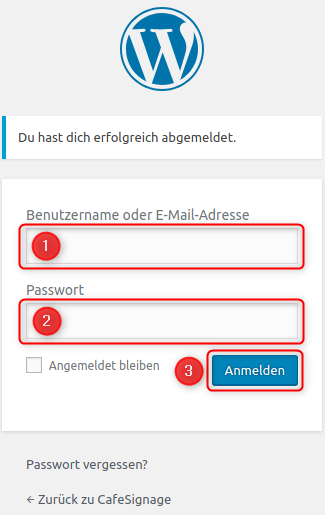 Du hast dich erfolgreich abgemeldet.
Benutzername oder E-Mail-Adresse
1
Passwort
2
Angemeldet bleiben
3
Anmelden
Passwort vergessen?
← Zurück zu CafeSignage